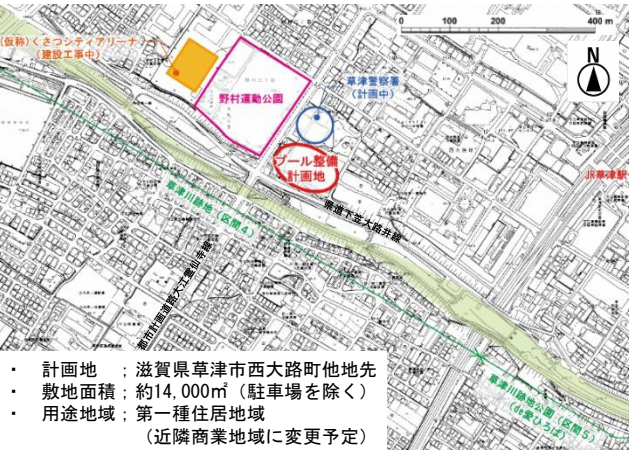 0 100 200 400 m
(仮称)くさつシティアリーナ
(建設工事中)
N
野村運動公園
草津警察署
(計画中)
プール整備
計画地
JR草津駅
県道下笠大路井線
草津川跡地(区間4)
都市計画道路大江霊仙寺線
草津川跡地公園(区間5)
(de愛ひろば)
・ 計画地 ;滋賀県草津市西大路町他地先
・ 敷地面積;約14,000㎡(駐車場を除く)
・ 用途地域;第一種住居地域
(近隣商業地域に変更予定)